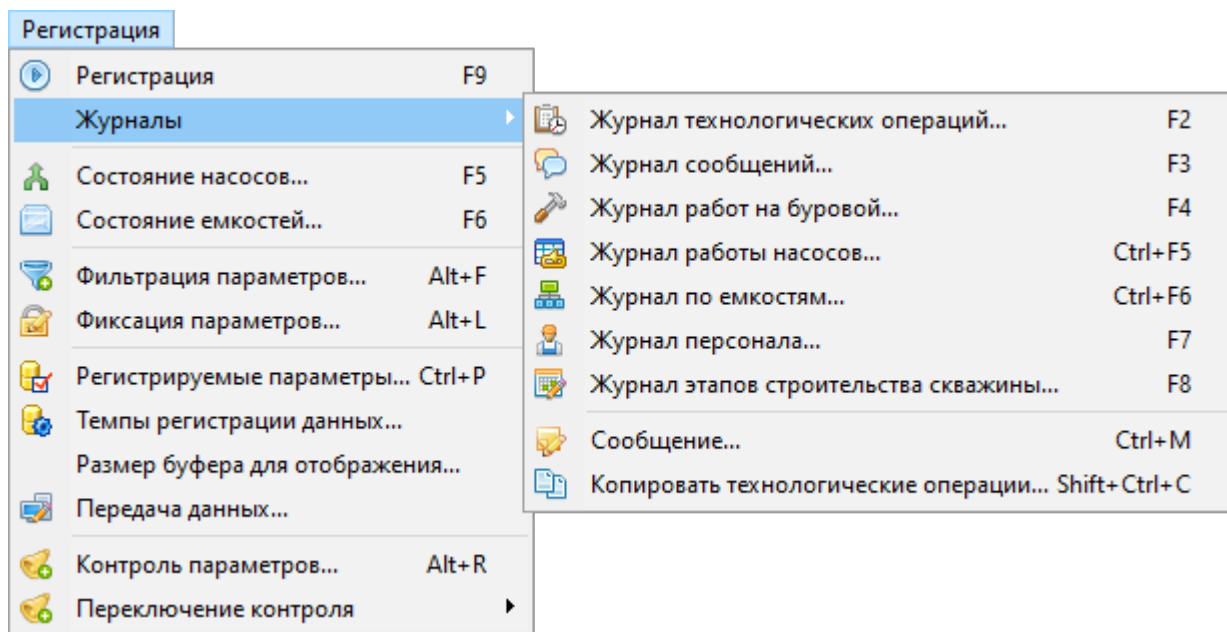 Регистрация
Регистрация F9
Журналы
Состояние насосов... F5
Состояние емкостей... F6
Фильтрация параметров... Alt+F
Фиксация параметров... Alt+L
Регистрируемые параметры... Ctrl+P
Темпы регистрации данных...
Размер буфера для отображения...
Передача данных...
Контроль параметров... Alt+R
Переключение контроля
Журнал технологических операций... F2
Журнал сообщений... F3
Журнал работ на буровой... F4
Журнал работы насосов... Ctrl+F5
Журнал по емкостям... Ctrl+F6
Журнал персонала... F7
Журнал этапов строительства скважины... F8
Сообщение... Ctrl+M
Копировать технологические операции... Shift+Ctrl+C